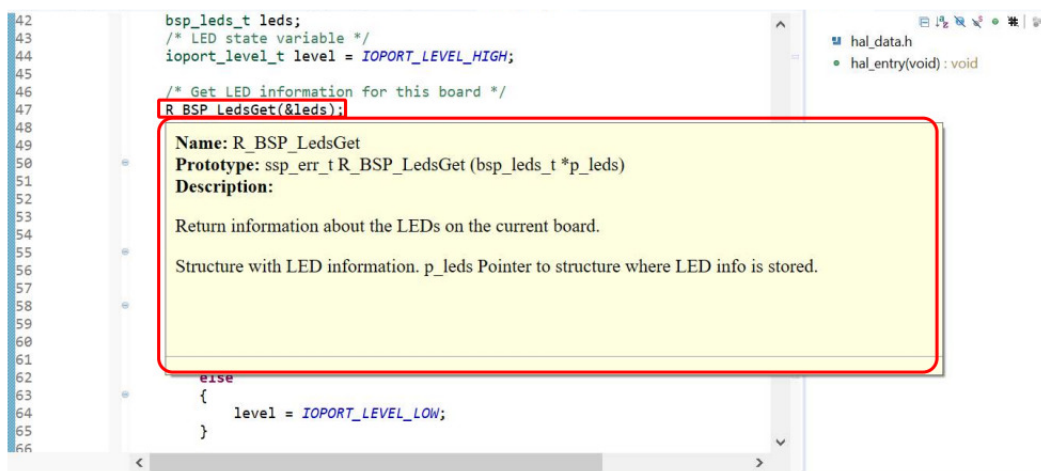 42 bsp_leds_t leds;
43 /* LED state variable */
44 ioport_level_t level = IOPORT_LEVEL_HIGH;
45
46 /* Get LED information for this board */
47 R_BSP_LedsGet(&leds);
48
49
50
51
52
53
54
55
56
57
58
59
60
61
62 else
63 {
64 level = IOPORT_LEVEL_LOW;
65 }
66
Name: R_BSP_LedsGet
Prototype: ssp_err_t R_BSP_LedsGet (bsp_leds_t *p_leds)
Description:
Return information about the LEDs on the current board.
Structure with LED information. p_leds Pointer to structure where LED info is stored.
hal_data.h
hal_entry(void) : void